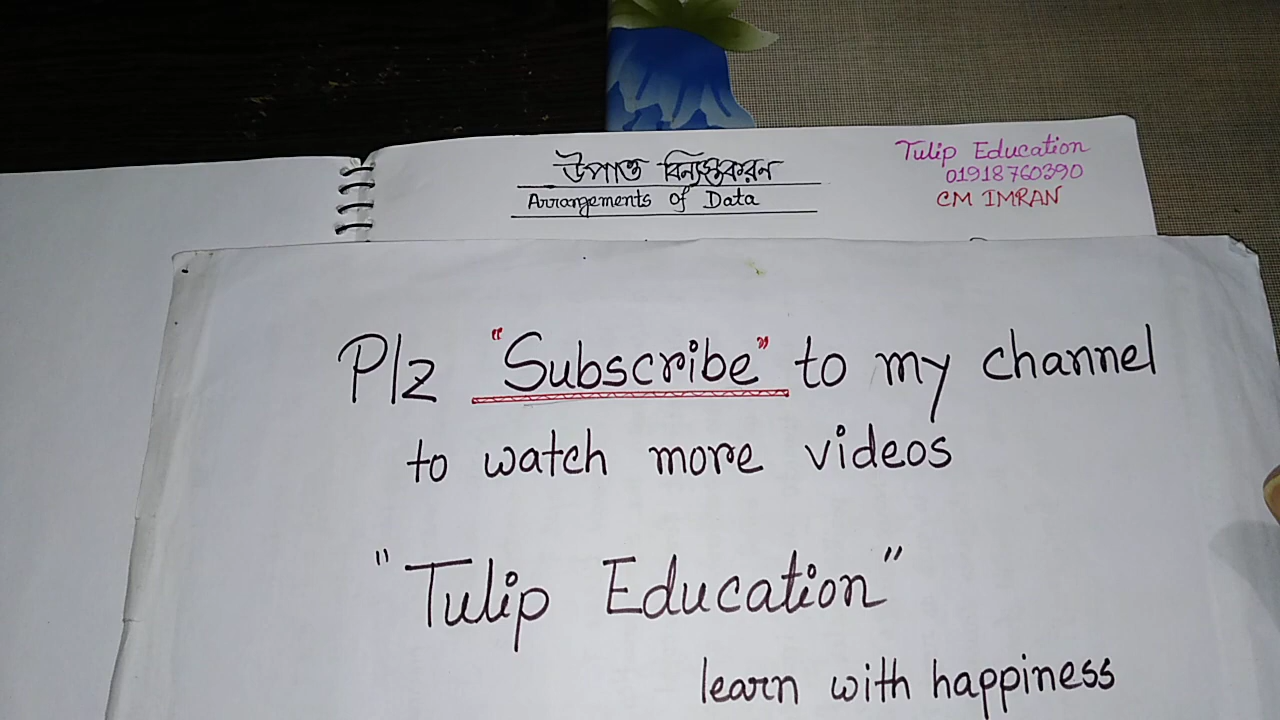 উপাত্ত বিন্যস্তকরন
Arrangements of Data
Tulip Education
01918760390
CM IMRAN
Plz "Subscribe" to my channel
to watch more videos
"Tulip Education"
learn with happiness